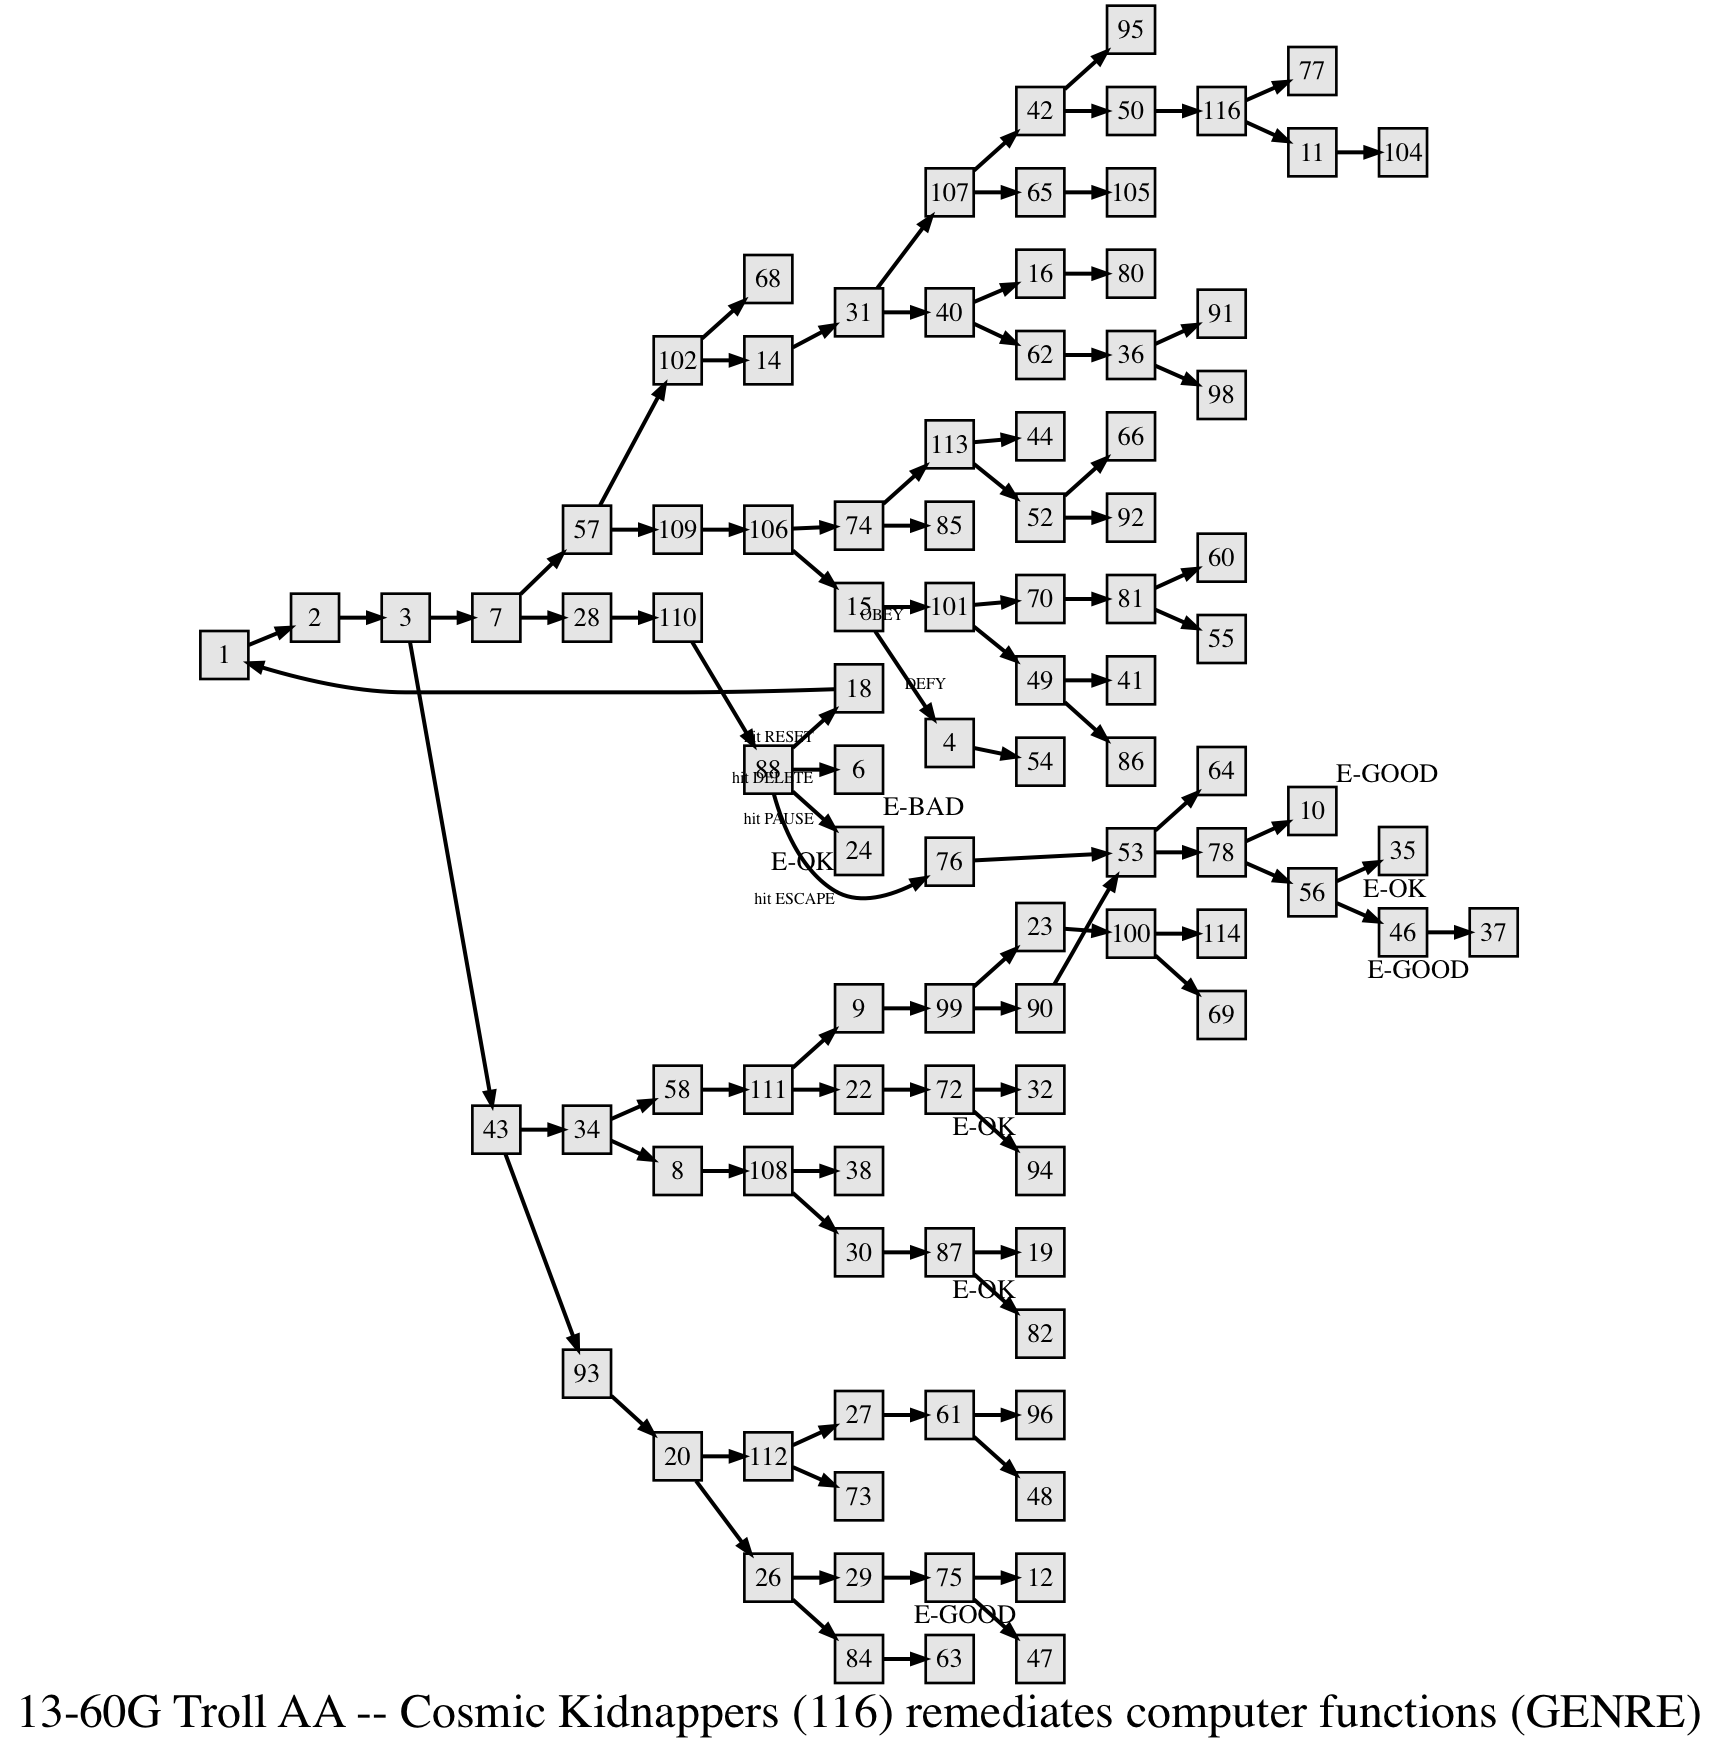 95
77
42 50 116
11 104
107 65 105
68
16 80
31 40
91
102 14
62 36
98
113 44 66
57 109 106 74 85 52 92
60
2 3 7 28 110
15 101 70 81
OBEY
1
55
18
DEFY
49 41
hit RESET
4
88 6
54 86 64
hit DELETE
E-GOOD
E-BAD
10
hit PAUSE
24
E-OK
76 53 78
35
hit ESCAPE
56
E-OK
23 100 114
46 37
E-GOOD
9 99 90 69
58 111 22 72 32
E-OK
43 34
8 108 38 94
30 87 19
E-OK
82
93
27 61 96
20 112
73 48
26 29 75 12
E-GOOD
84 63 47
13-60G Troll AA -- Cosmic Kidnappers (116) remediates computer functions (GENRE)